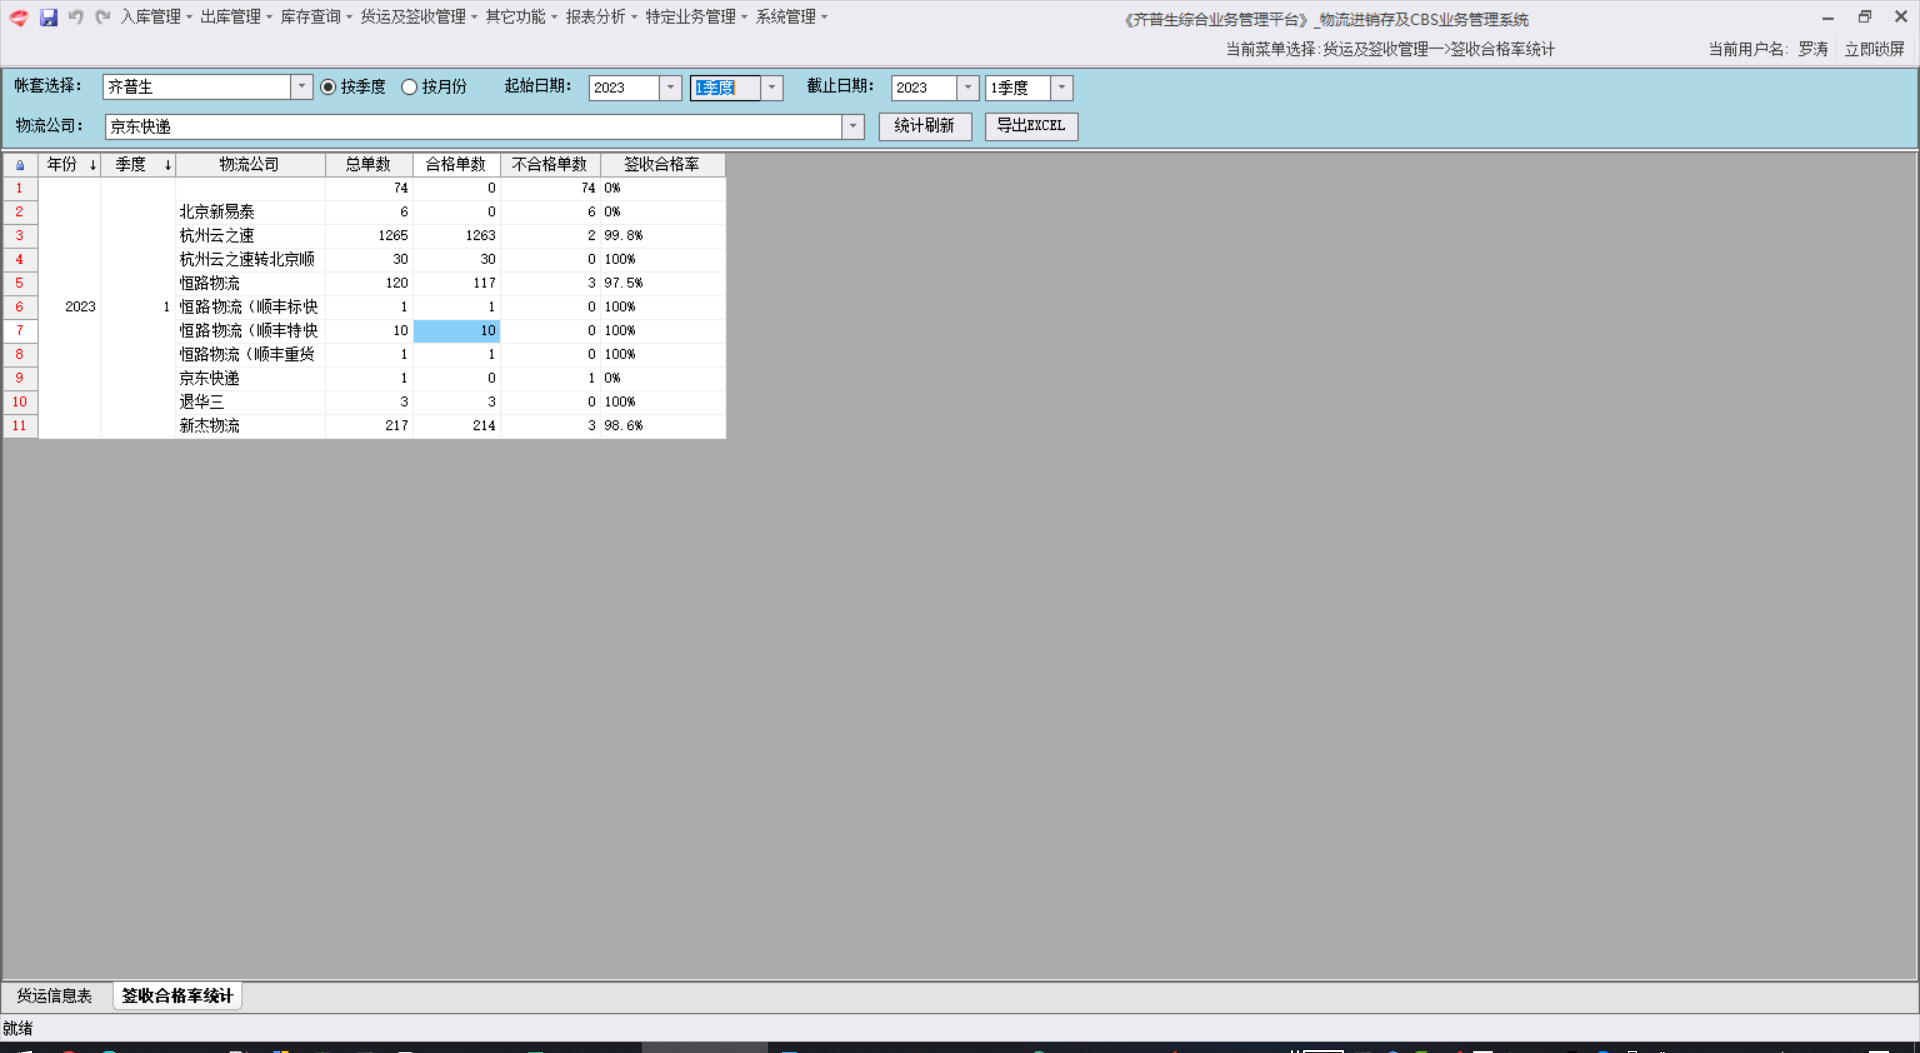 入库管理 出库管理 库存查询 货运及签收管理 其它功能 报表分析 特定业务管理 系统管理
《齐普生综合业务管理平台》_物流进销存及CBS业务管理系统
当前菜单选择:货运及签收管理—>签收合格率统计
当前用户名: 罗涛 立即锁屏
帐套选择: 齐普生 按季度 按月份 起始日期: 2023 1季度 截止日期: 2023 1季度
物流公司: 京东快递 统计刷新 导出EXCEL
年份 ↓ 季度 ↓ 物流公司 总单数 合格单数 不合格单数 签收合格率
1 74 0 74 0%
2 北京新易泰 6 0 6 0%
3 杭州云之速 1265 1263 2 99.8%
4 杭州云之速转北京顺 30 30 0 100%
5 恒路物流 120 117 3 97.5%
6 2023 1 恒路物流（顺丰标快 1 1 0 100%
7 恒路物流（顺丰特快 10 10 0 100%
8 恒路物流（顺丰重货 1 1 0 100%
9 京东快递 1 0 1 0%
10 退华三 3 3 0 100%
11 新杰物流 217 214 3 98.6%
货运信息表 签收合格率统计
就绪